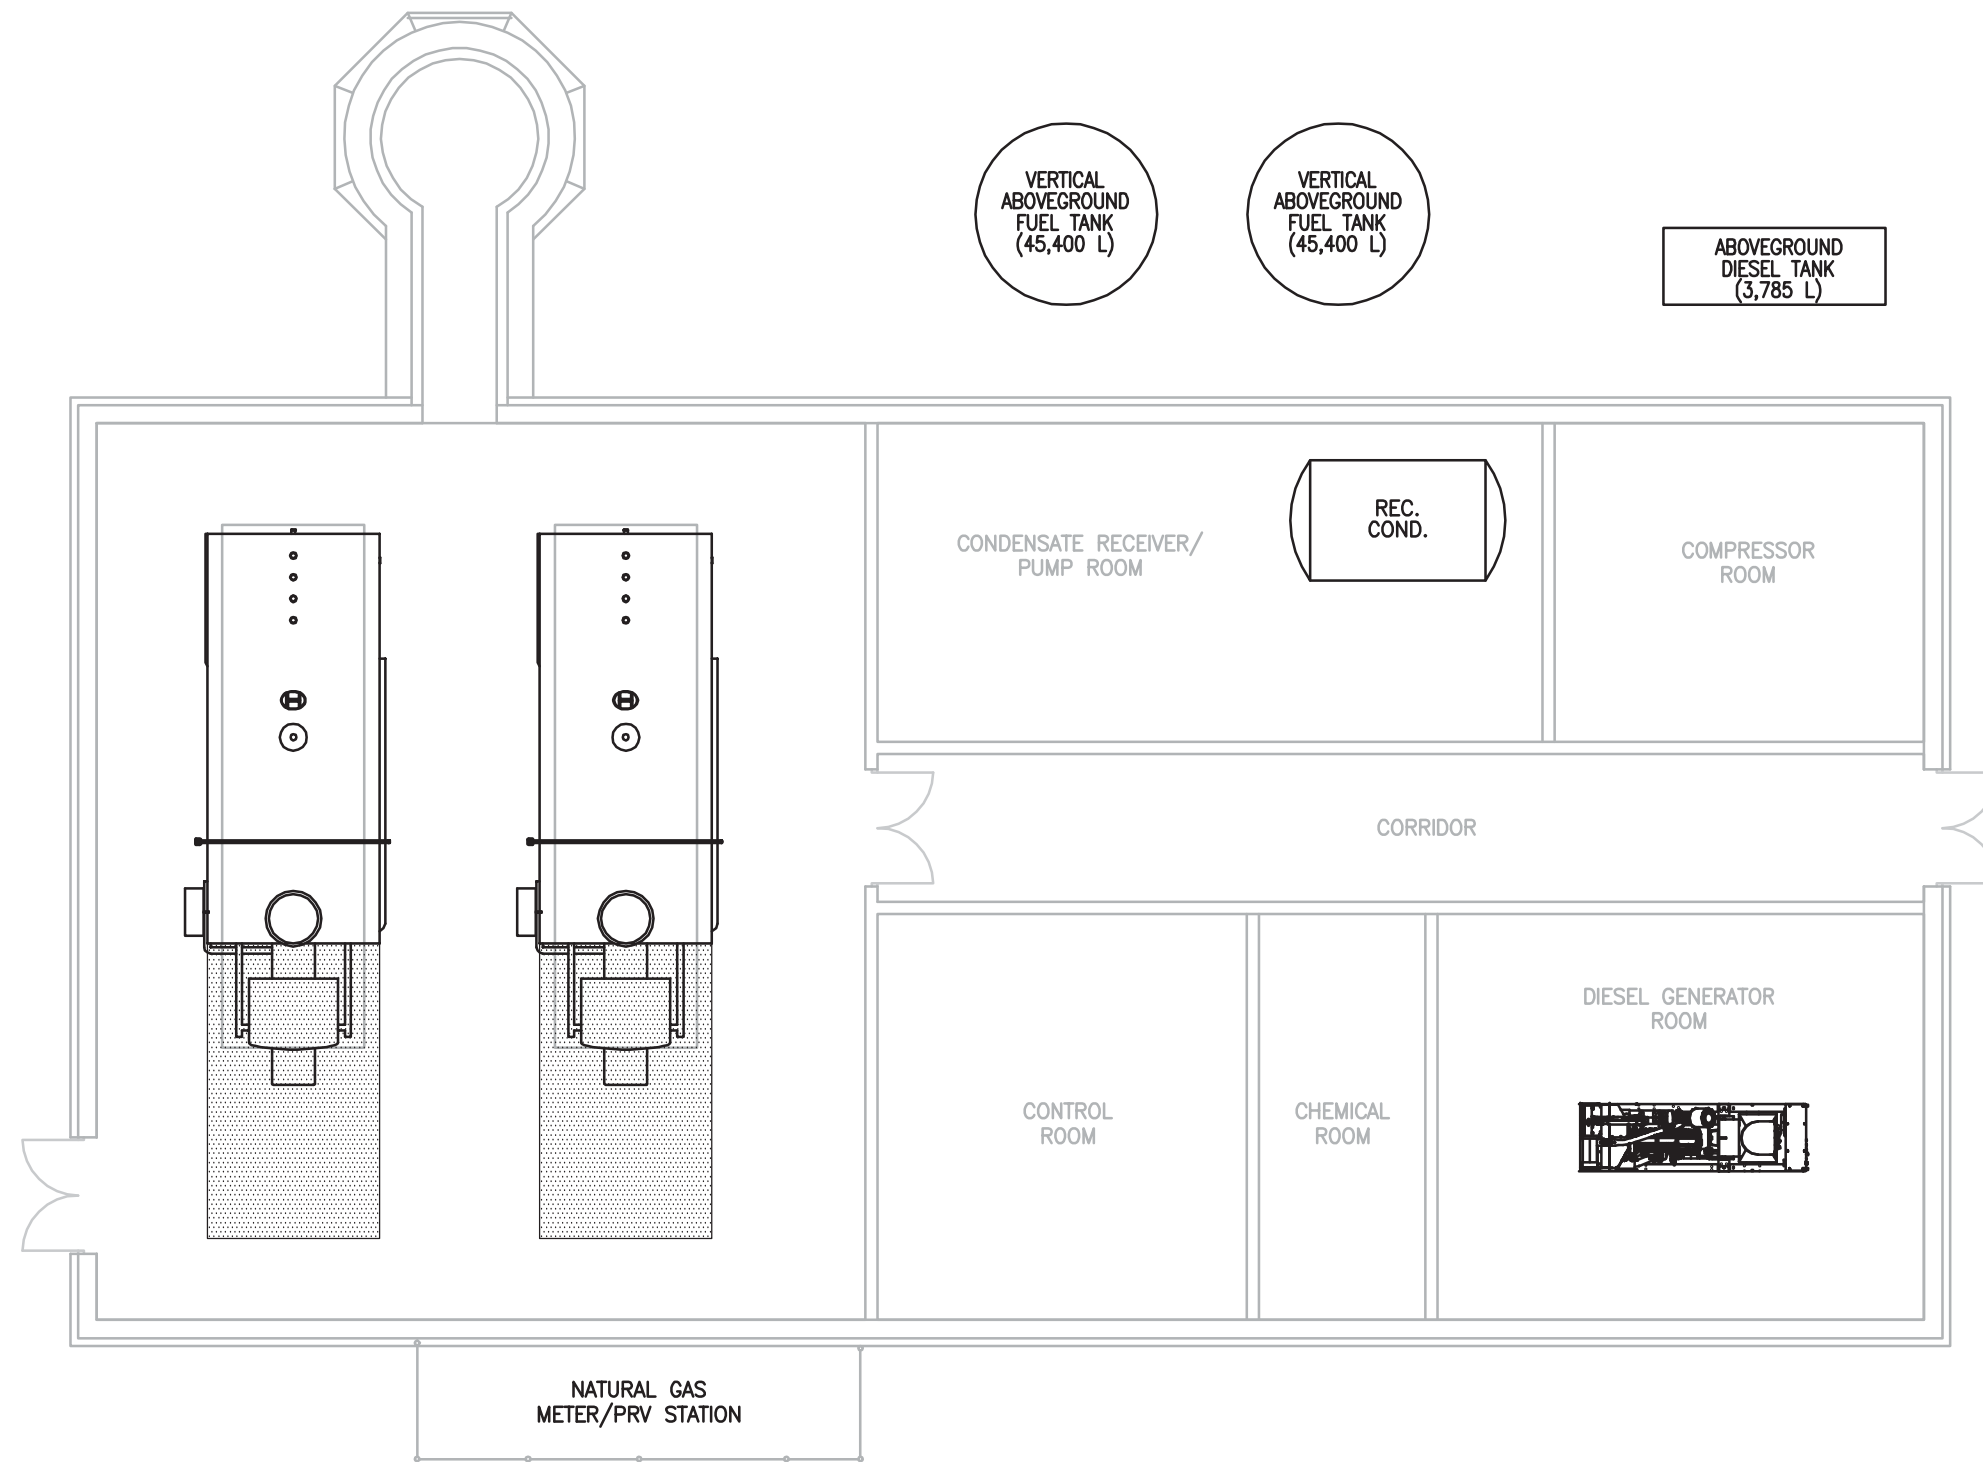 VERTICAL
ABOVEGROUND
FUEL TANK
(45,400 L)
VERTICAL
ABOVEGROUND
FUEL TANK
(45,400 L)
ABOVEGROUND
DIESEL TANK
(3,785 L)
CONDENSATE RECEIVER/
PUMP ROOM
REC.
COND.
COMPRESSOR
ROOM
CORRIDOR
CONTROL
ROOM
CHEMICAL
ROOM
DIESEL GENERATOR
ROOM
NATURAL GAS
METER/PRV STATION